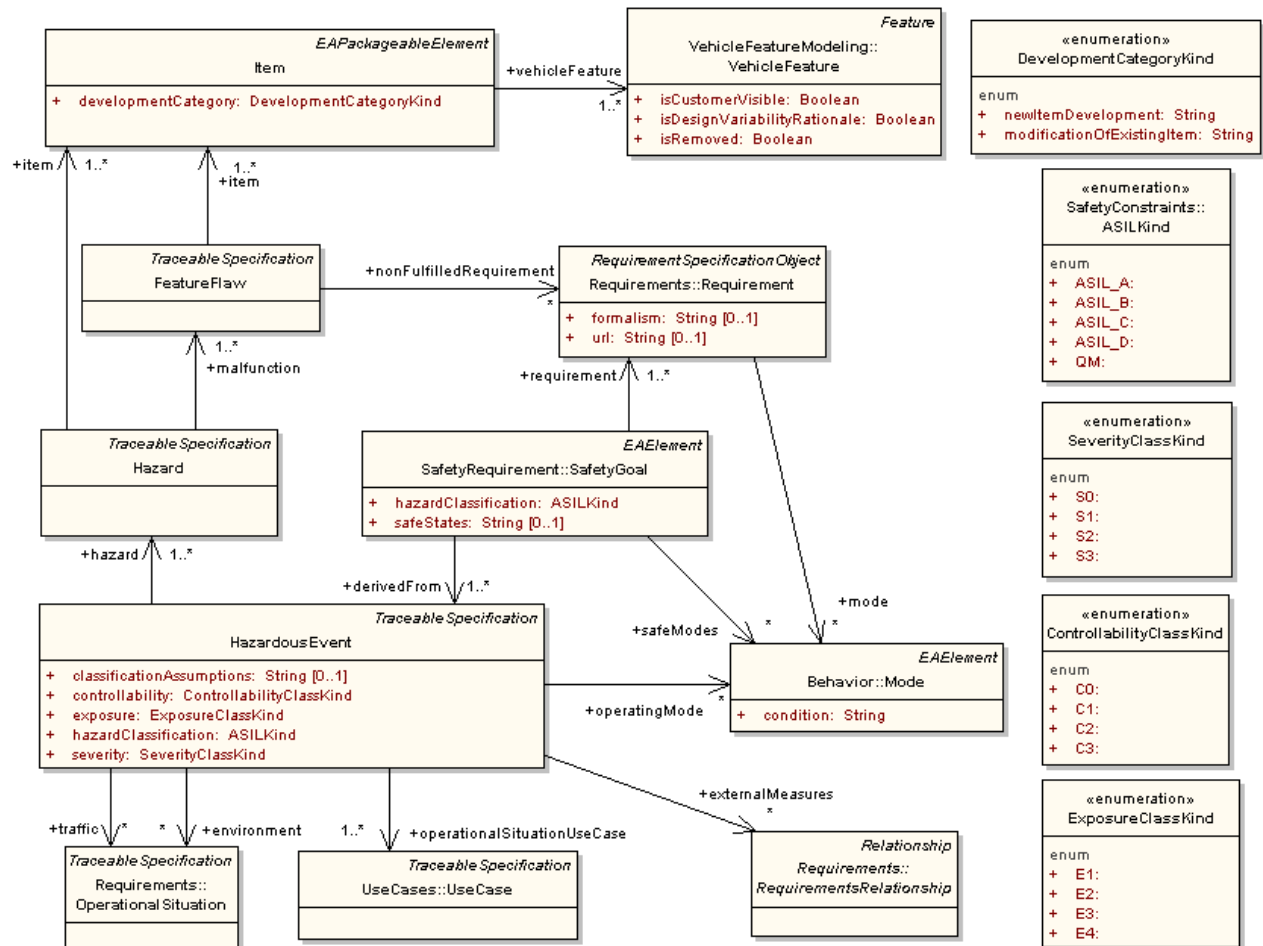 EAPackageableElement
Item
+ developmentCategory: DevelopmentCategoryKind
+vehicleFeature
1..*
Feature
VehicleFeatureModeling::
VehicleFeature
+ isCustomerVisible: Boolean
+ isDesignVariabilityRationale: Boolean
+ isRemoved: Boolean
«enumeration»
DevelopmentCategoryKind
enum
+ newItemDevelopment: String
+ modificationOfExistingItem: String
+item
1..*
1..*
+item
«enumeration»
SafetyConstraints::
ASILKind
enum
+ ASIL_A:
+ ASIL_B:
+ ASIL_C:
+ ASIL_D:
+ QM:
TraceableSpecification
FeatureFlaw
+nonFulfilledRequirement
*
RequirementSpecificationObject
Requirements::Requirement
+ formalism: String [0..1]
+ url: String [0..1]
1..*
+malfunction
+requirement
1..*
TraceableSpecification
Hazard
EAElement
SafetyRequirement::SafetyGoal
+ hazardClassification: ASILKind
+ safeStates: String [0..1]
«enumeration»
SeverityClassKind
enum
+ S0:
+ S1:
+ S2:
+ S3:
+hazard
1..*
+derivedFrom
1..*
+safeModes
*
+mode
*
TraceableSpecification
HazardousEvent
+ classificationAssumptions: String [0..1]
+ controllability: ControllabilityClassKind
+ exposure: ExposureClassKind
+ hazardClassification: ASILKind
+ severity: SeverityClassKind
+operatingMode
*
EAElement
Behavior::Mode
+ condition: String
«enumeration»
ControllabilityClassKind
enum
+ C0:
+ C1:
+ C2:
+ C3:
+traffic
*
*
+environment
1..*
+operationalSituationUseCase
+externalMeasures
*
TraceableSpecification
Requirements::
OperationalSituation
TraceableSpecification
UseCases::UseCase
Relationship
Requirements::
RequirementsRelationship
«enumeration»
ExposureClassKind
enum
+ E1:
+ E2:
+ E3:
+ E4: